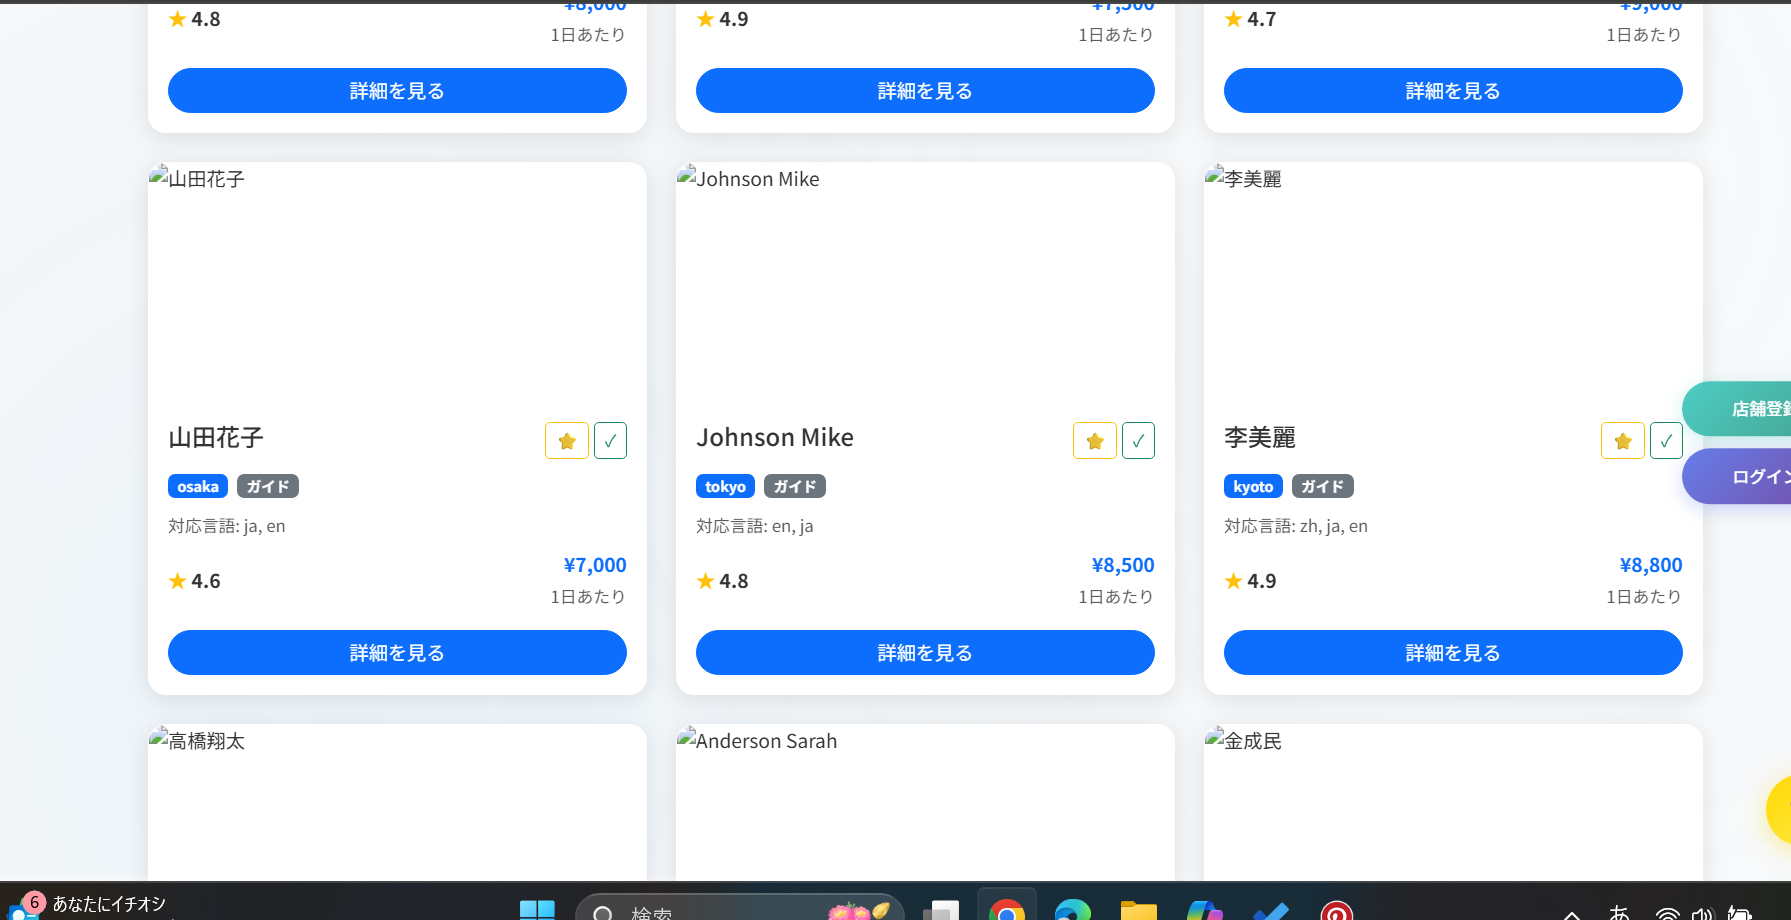 ¥8,000
¥7,500
¥9,000
★ 4.8
1日あたり
★ 4.9
1日あたり
★ 4.7
1日あたり
詳細を見る
詳細を見る
詳細を見る
山田花子
Johnson Mike
李美麗
山田花子
⭐ ✓
Johnson Mike
⭐ ✓
李美麗
⭐ ✓
osaka ガイド
tokyo ガイド
kyoto ガイド
対応言語: ja, en
対応言語: en, ja
対応言語: zh, ja, en
★ 4.6
¥7,000
1日あたり
★ 4.8
¥8,500
1日あたり
★ 4.9
¥8,800
1日あたり
詳細を見る
詳細を見る
詳細を見る
店舗登録
ログイン
高橋翔太
Anderson Sarah
金成民
6
あなたにイチオシ
検索
あ